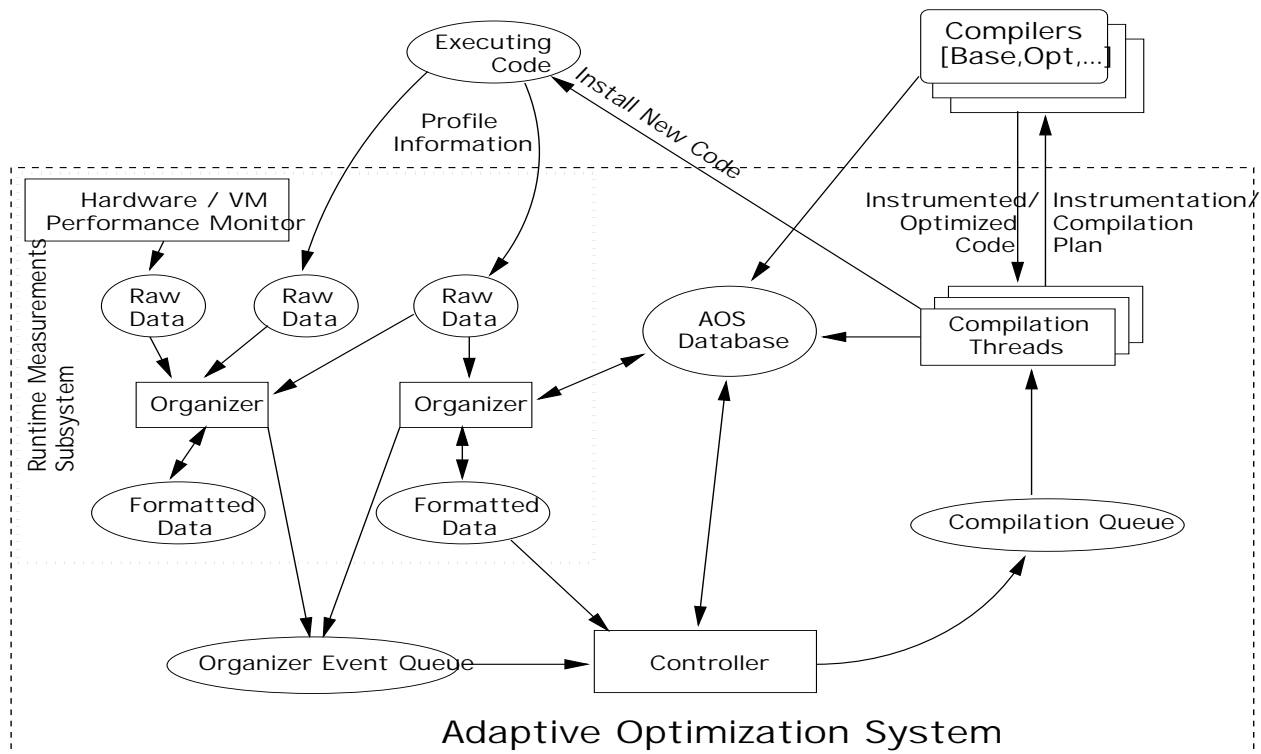 Executing
Code
Compilers
[Base,Opt,...]
Install New Code
Profile
Information
Hardware / VM
Performance Monitor
Instrumented/
Optimized
Code
Instrumentation/
Compilation
Plan
Runtime Measurements
Subsystem
Raw
Data
Raw
Data
Raw
Data
AOS
Database
Compilation
Threads
Organizer
Organizer
Formatted
Data
Formatted
Data
Compilation Queue
Organizer Event Queue
Controller
Adaptive Optimization System